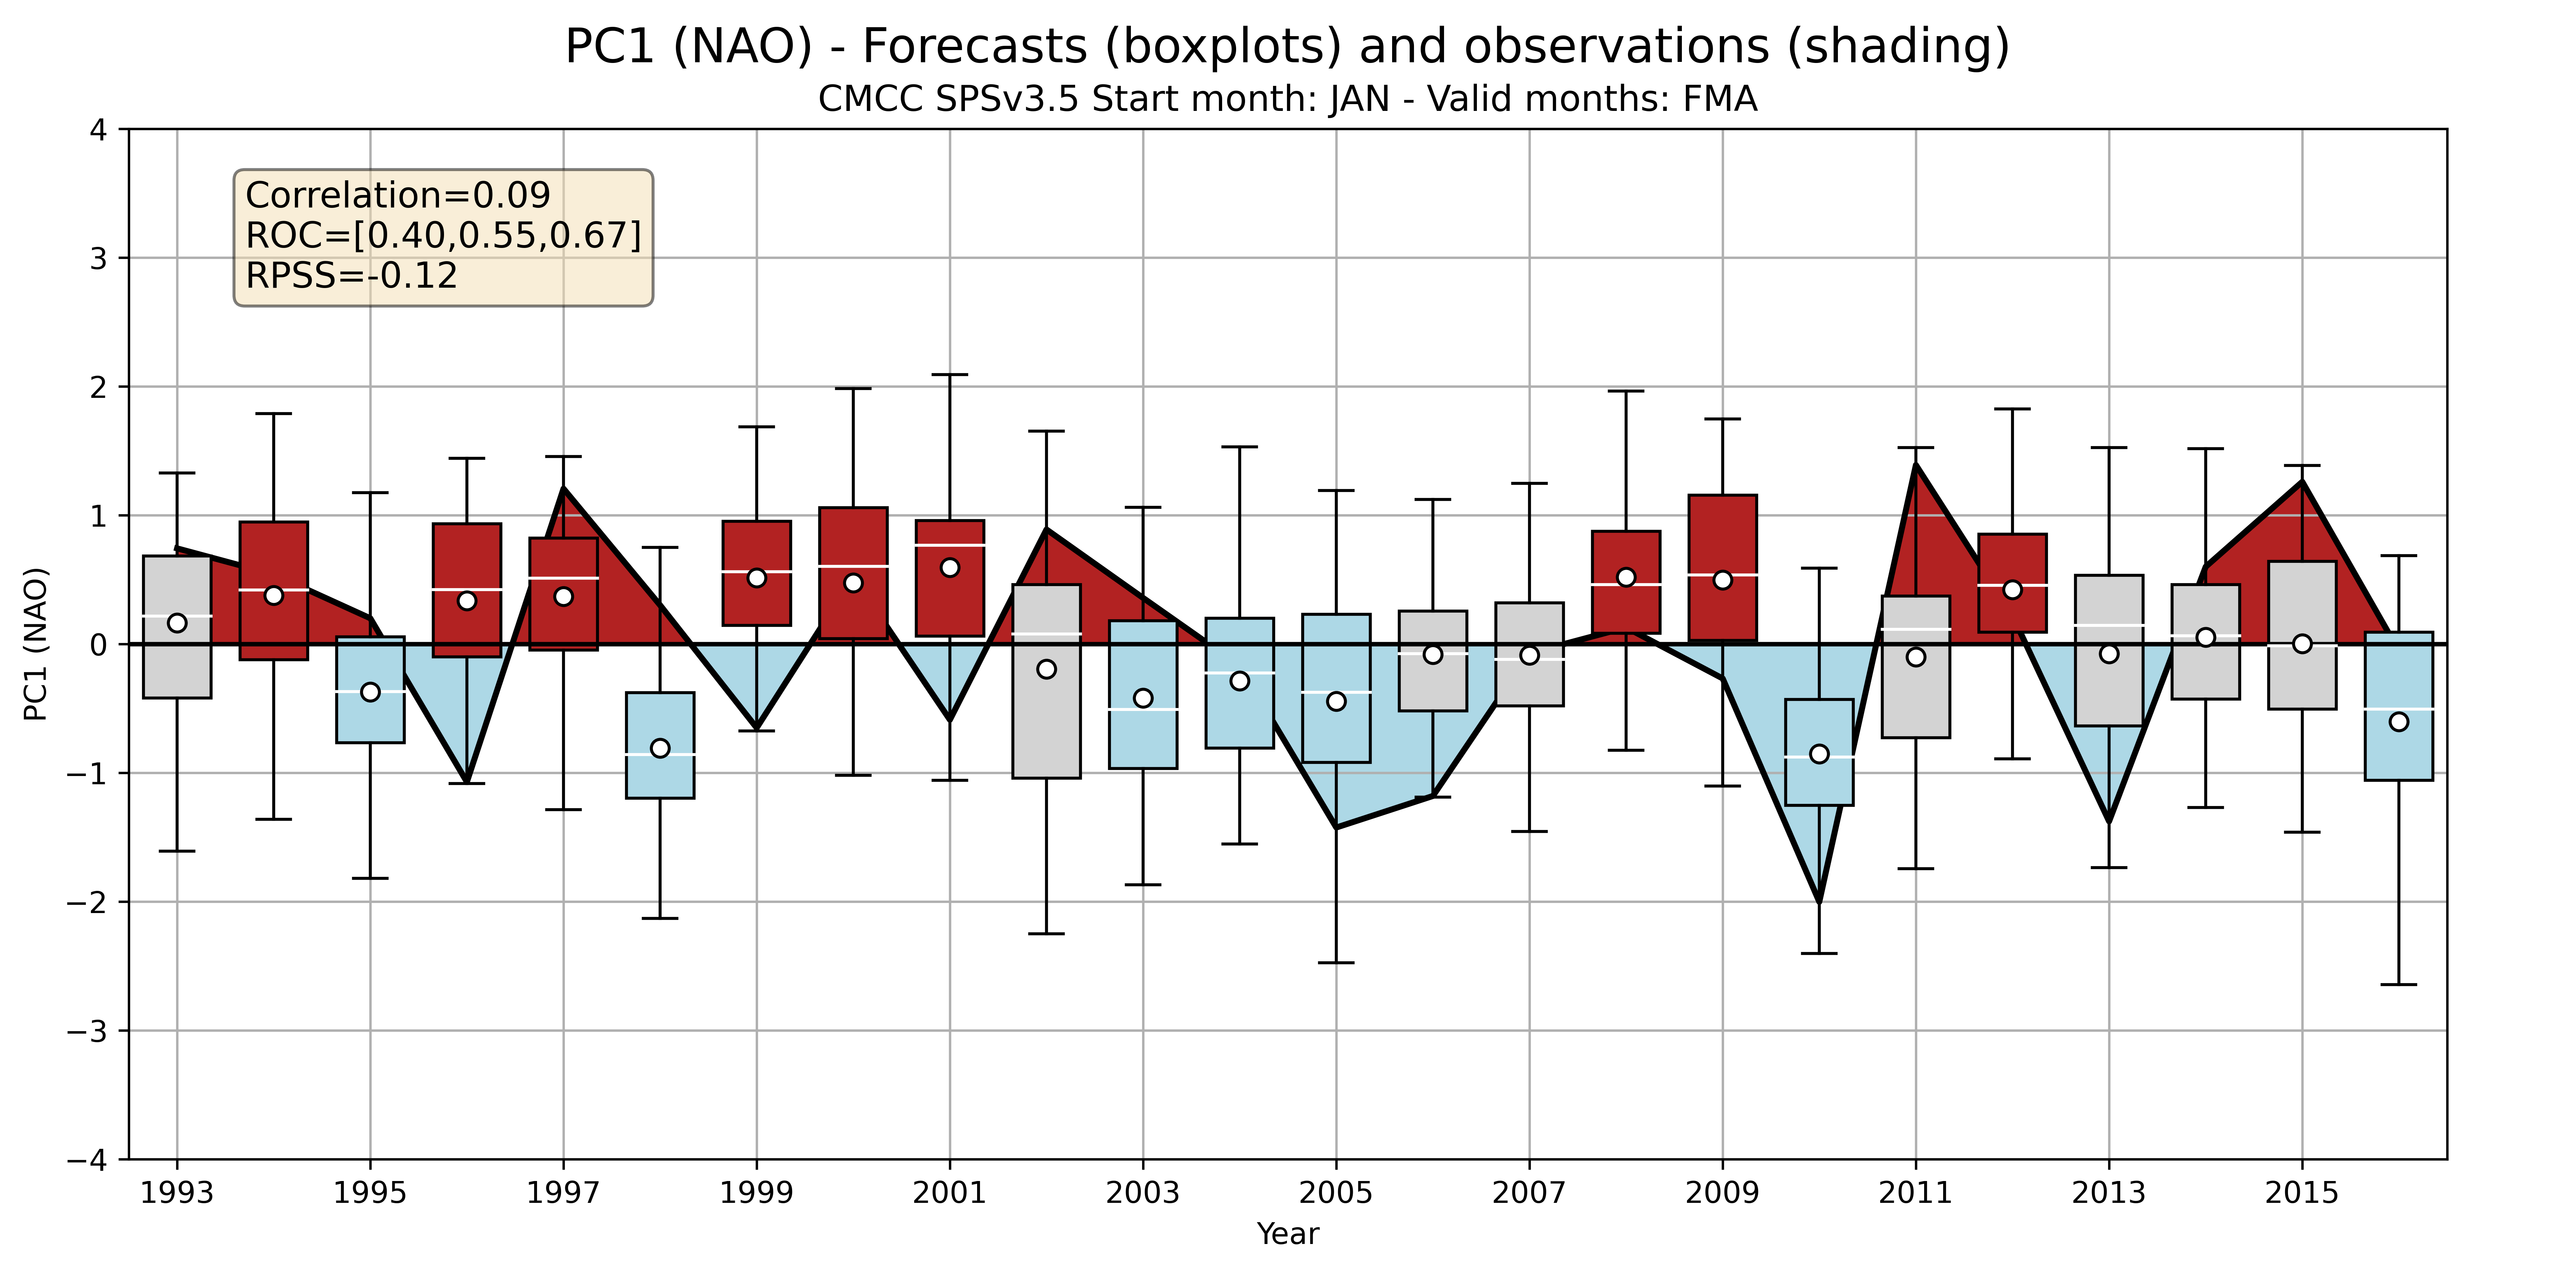 PC1 (NAO) - Forecasts (boxplots) and observations (shading)
CMCC SPSv3.5 Start month: JAN - Valid months: FMA
Correlation=0.09
ROC=[0.40,0.55,0.67]
RPSS=-0.12
PC1 (NAO)
4
3
2
1
0
−1
−2
−3
−4
1993 1995 1997 1999 2001 2003 2005 2007 2009 2011 2013 2015
Year